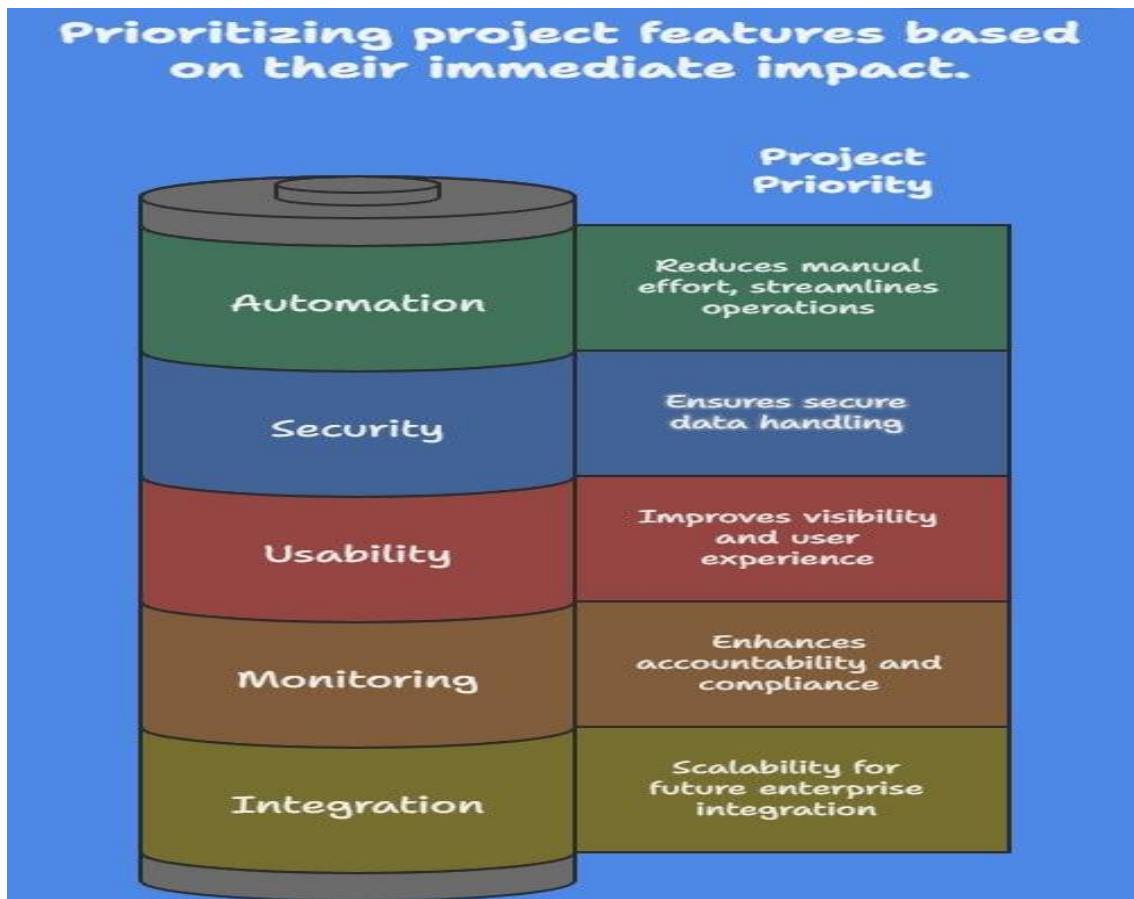 Prioritizing project features based
on their immediate impact.
Project
Priority
Automation
Reduces manual
effort, streamlines
operations
Security
Ensures secure
data handling
Usability
Improves visibility
and user
experience
Monitoring
Enhances
accountability and
compliance
Integration
Scalability for
future enterprise
integration